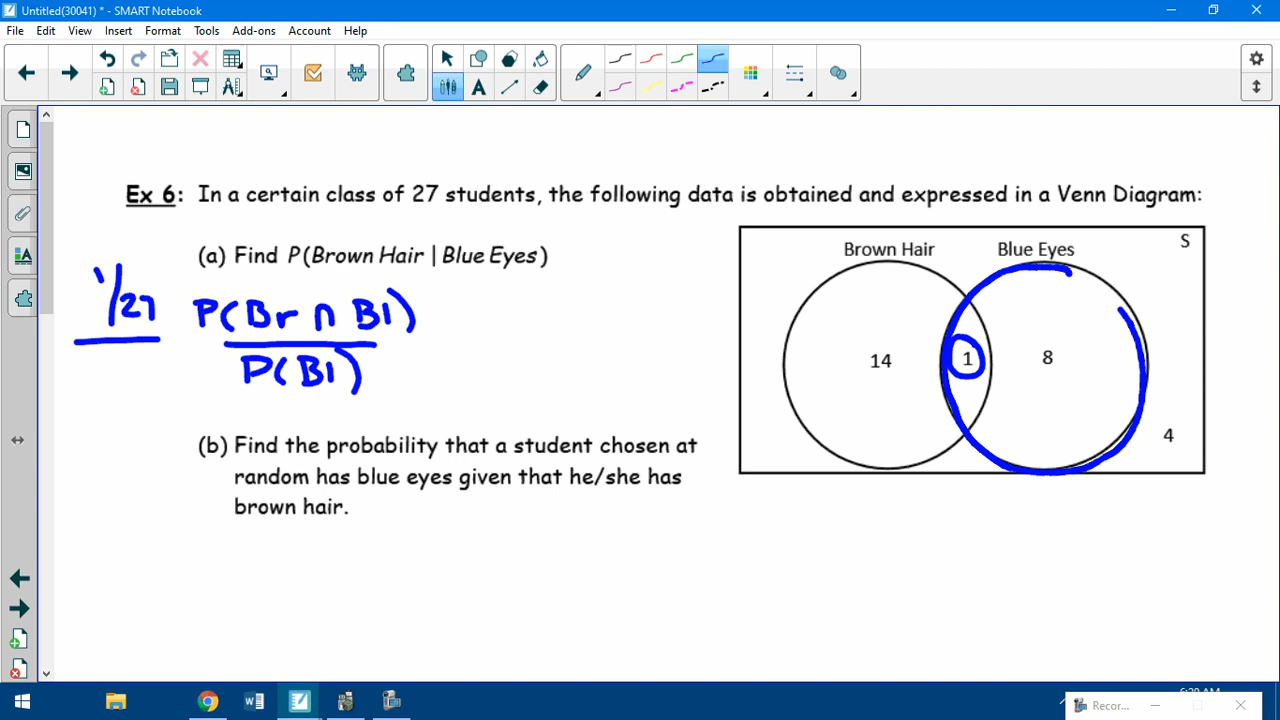 Untitled(30041) * - SMART Notebook
File Edit View Insert Format Tools Add-ons Account Help
Ex 6: In a certain class of 27 students, the following data is obtained and expressed in a Venn Diagram:
(a) Find P(Brown Hair | Blue Eyes)
1/27 P(Br ∩ Bl)
P(Bl)
(b) Find the probability that a student chosen at
random has blue eyes given that he/she has
brown hair.
Brown Hair Blue Eyes S
14 1 8
4
Recor...